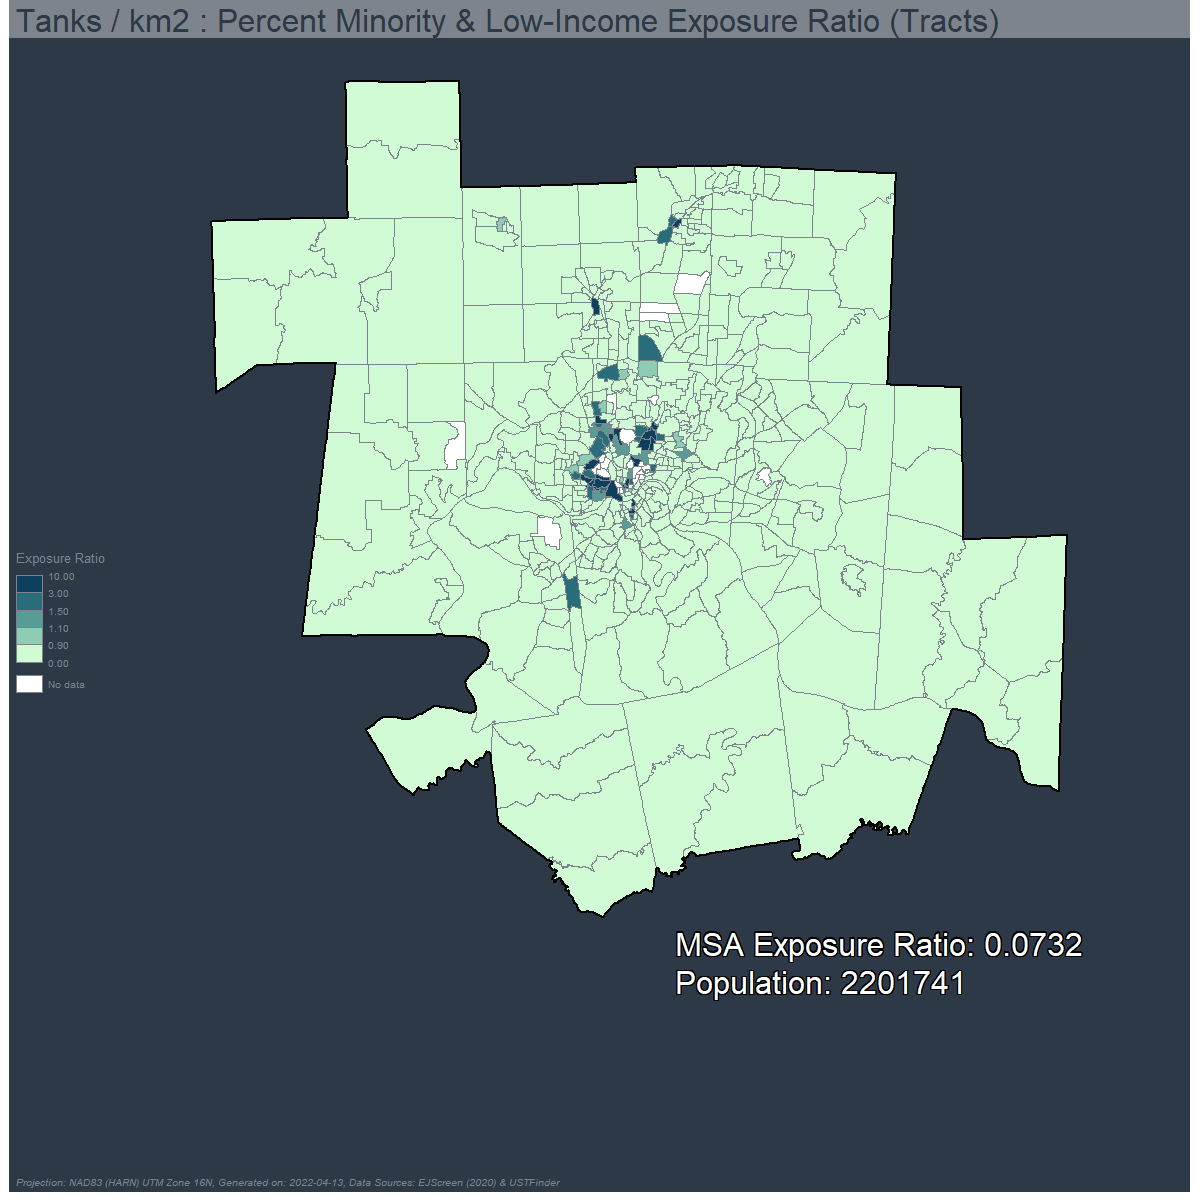 Tanks / km2 : Percent Minority & Low-Income Exposure Ratio (Tracts)
Exposure Ratio
10.00
3.00
1.50
1.10
0.90
0.00
No data
MSA Exposure Ratio: 0.0732
Population: 2201741
Projection: NAD83 (HARN) UTM Zone 16N, Generated on: 2022-04-13, Data Sources: EJScreen (2020) & USTFinder